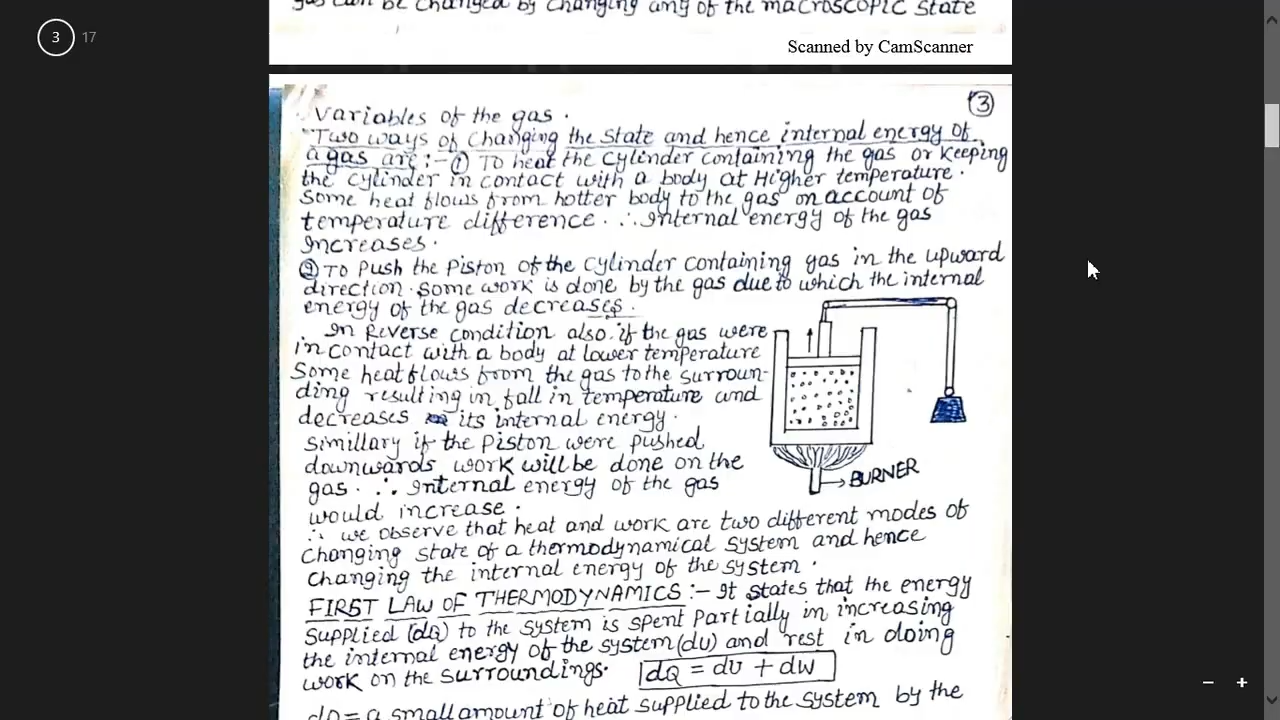 3 17
gas can be changed by changing any of the macroscopic state
Scanned by CamScanner
③
Variables of the gas.
"Two ways of changing the state and hence internal energy of
a gas are :- ① To heat the cylinder containing the gas or keeping
the cylinder in contact with a body at Higher temperature.
Some heat flows from hotter body to the gas on account of
temperature difference. ∴ Internal energy of the gas
increases.
② To push the piston of the cylinder containing gas in the upward
direction. Some work is done by the gas due to which the internal
energy of the gas decreases.
In Reverse condition also, if the gas were
in contact with a body at lower temperature
Some heat flows from the gas to the surroun-
ding resulting in fall in temperature and
decreases its internal energy.
Simillary if the piston were pushed
downwards work will be done on the
gas. ∴ Internal energy of the gas
would increase.
BURNER
∴ we observe that heat and work are two different modes of
changing state of a thermodynamical system and hence
changing the internal energy of the system.
FIRST LAW OF THERMODYNAMICS :- It states that the energy
supplied (dQ) to the system is spent partially in increasing
the internal energy of the system (dU) and rest in doing
work on the surroundings. dQ = dU + dW
dQ = a small amount of heat supplied to the system by the